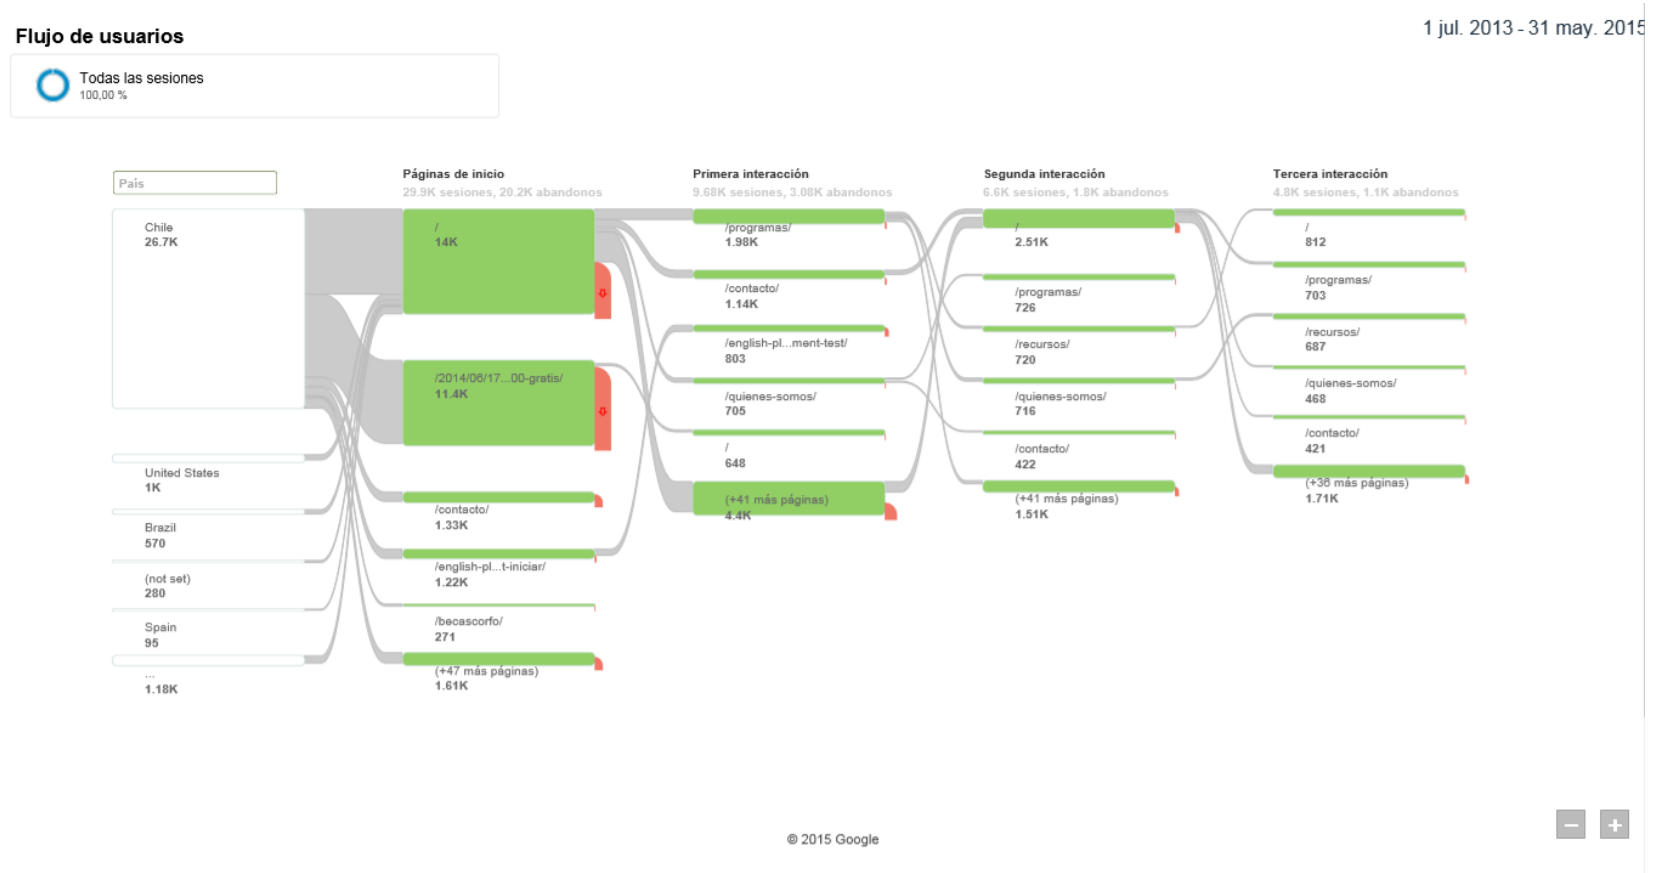 Flujo de usuarios
1 jul. 2013 - 31 may. 2015
Todas las sesiones
100,00 %
País
Chile
26.7K
United States
1K
Brazil
570
(not set)
280
Spain
95
...
1.18K
Páginas de inicio
29.9K sesiones, 20.2K abandonos
/
14K
/2014/06/17...00-gratis/
11.4K
/contacto/
1.33K
/english-pl...t-iniciar/
1.22K
/becascorfo/
271
(+47 más páginas)
1.61K
Primera interacción
9.68K sesiones, 3.08K abandonos
/programas/
1.98K
/contacto/
1.14K
/english-pl...ment-test/
803
/quienes-somos/
705
/
648
(+41 más páginas)
4.4K
Segunda interacción
6.6K sesiones, 1.8K abandonos
/
2.51K
/programas/
726
/recursos/
720
/quienes-somos/
716
/contacto/
422
(+41 más páginas)
1.51K
Tercera interacción
4.8K sesiones, 1.1K abandonos
/
812
/programas/
703
/recursos/
687
/quienes-somos/
468
/contacto/
421
(+36 más páginas)
1.71K
© 2015 Google